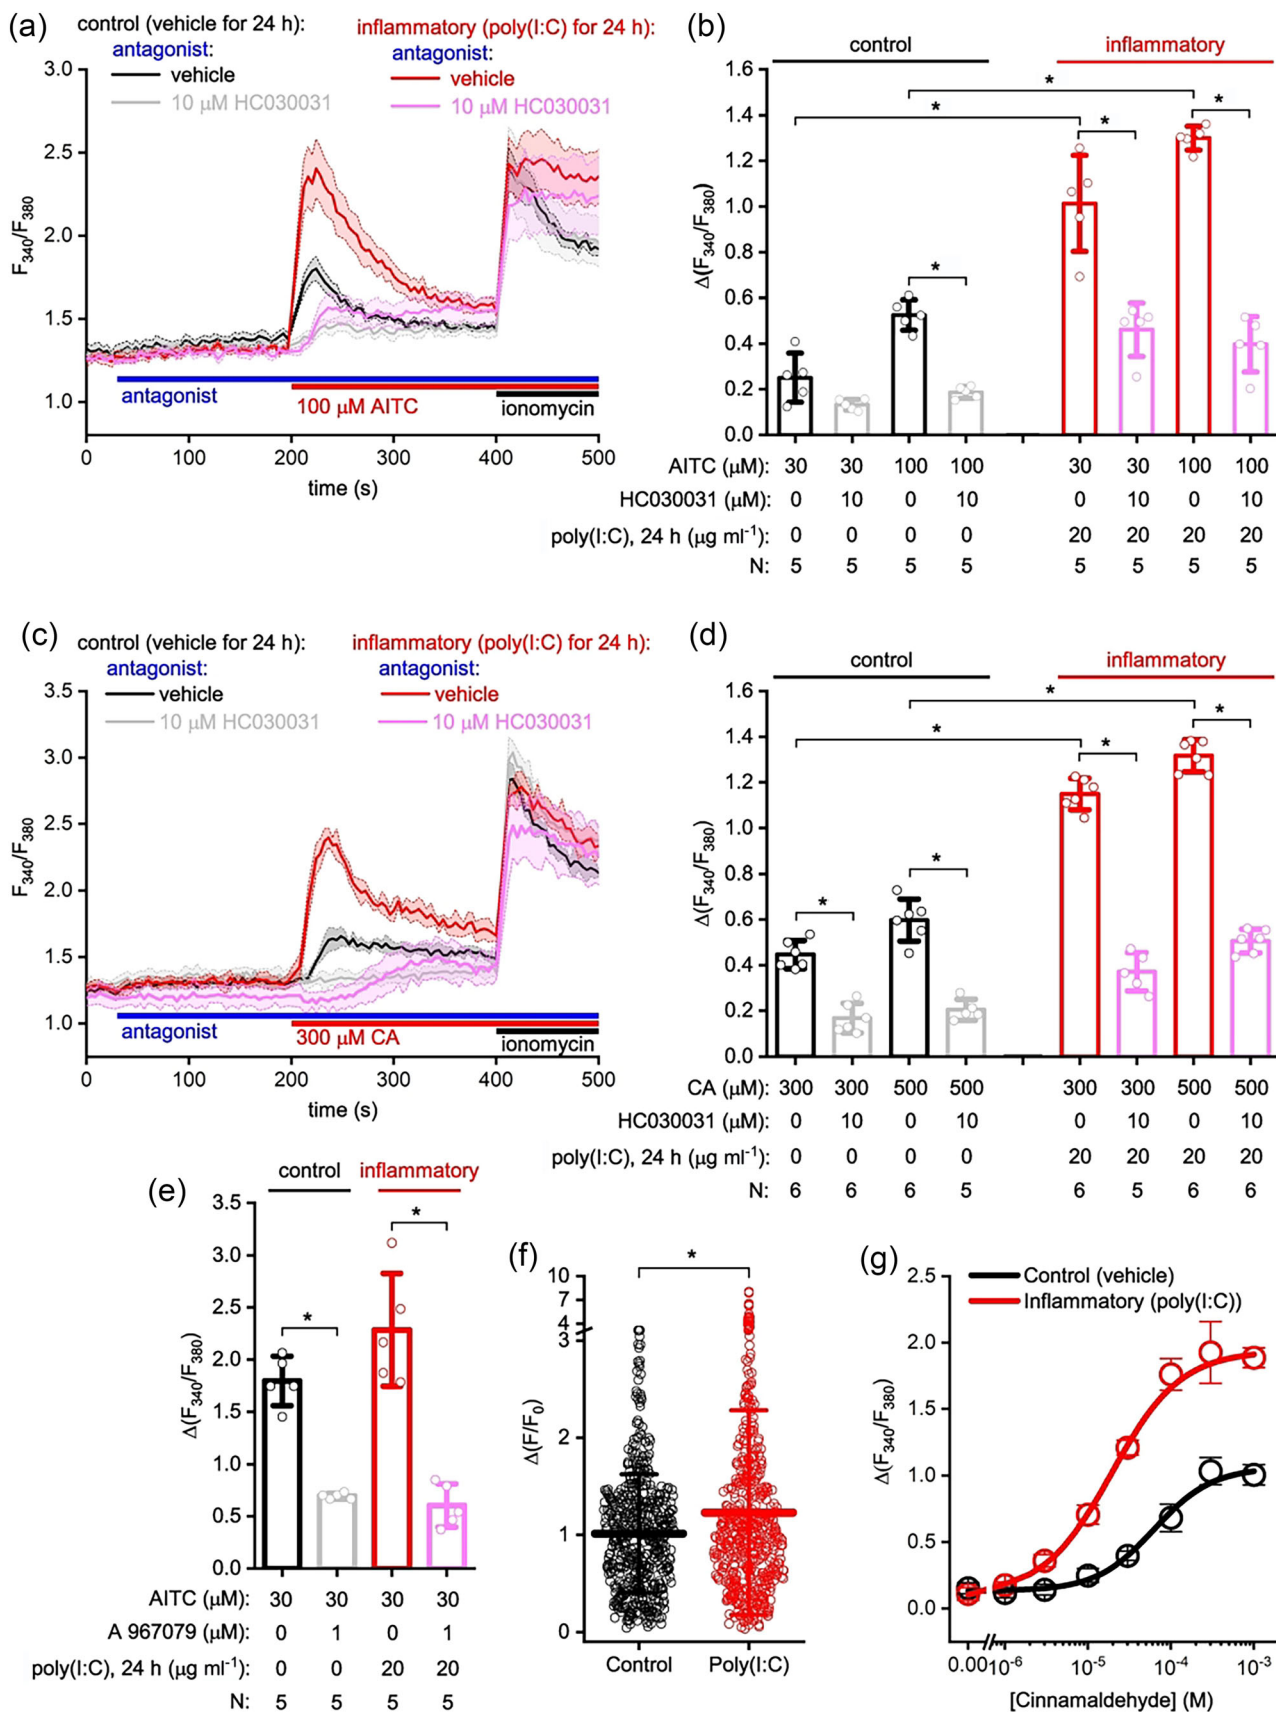 (a)
control (vehicle for 24 h):
inflammatory (poly(I:C) for 24 h):
antagonist:
antagonist:
vehicle
vehicle
10 μM HC030031
10 μM HC030031
3.0
2.5
2.0
1.5
1.0
F340/F380
antagonist
100 μM AITC
ionomycin
0 100 200 300 400 500
time (s)
(b)
control
inflammatory
1.6
1.4
1.2
1.0
0.8
0.6
0.4
0.2
0.0
Δ(F340/F380)
* * * * *
AITC (μM): 30 30 100 100 30 30 100 100
HC030031 (μM): 0 10 0 10 0 10 0 10
poly(I:C), 24 h (μg ml-1): 0 0 0 0 20 20 20 20
N: 5 5 5 5 5 5 5 5
(c)
control (vehicle for 24 h):
inflammatory (poly(I:C) for 24 h):
antagonist:
antagonist:
vehicle
vehicle
10 μM HC030031
10 μM HC030031
3.5
3.0
2.5
2.0
1.5
1.0
F340/F380
antagonist
300 μM CA
ionomycin
0 100 200 300 400 500
time (s)
(d)
control
inflammatory
1.6
1.4
1.2
1.0
0.8
0.6
0.4
0.2
0.0
Δ(F340/F380)
* * * * * *
CA (μM): 300 300 500 500 300 300 500 500
HC030031 (μM): 0 10 0 10 0 10 0 10
poly(I:C), 24 h (μg ml-1): 0 0 0 0 20 20 20 20
N: 6 6 6 5 6 5 6 6
(e)
control
inflammatory
3.5
3.0
2.5
2.0
1.5
1.0
0.5
0.0
Δ(F340/F380)
* *
AITC (μM): 30 30 30 30
A 967079 (μM): 0 1 0 1
poly(I:C), 24 h (μg ml-1): 0 0 20 20
N: 5 5 5 5
(f)
*
10
7
4
3
2
1
0
Δ(F/F0)
Control Poly(I:C)
(g)
Control (vehicle)
Inflammatory (poly(I:C))
2.5
2.0
1.5
1.0
0.5
0.0
Δ(F340/F380)
0.00 10-6 10-5 10-4 10-3
[Cinnamaldehyde] (M)